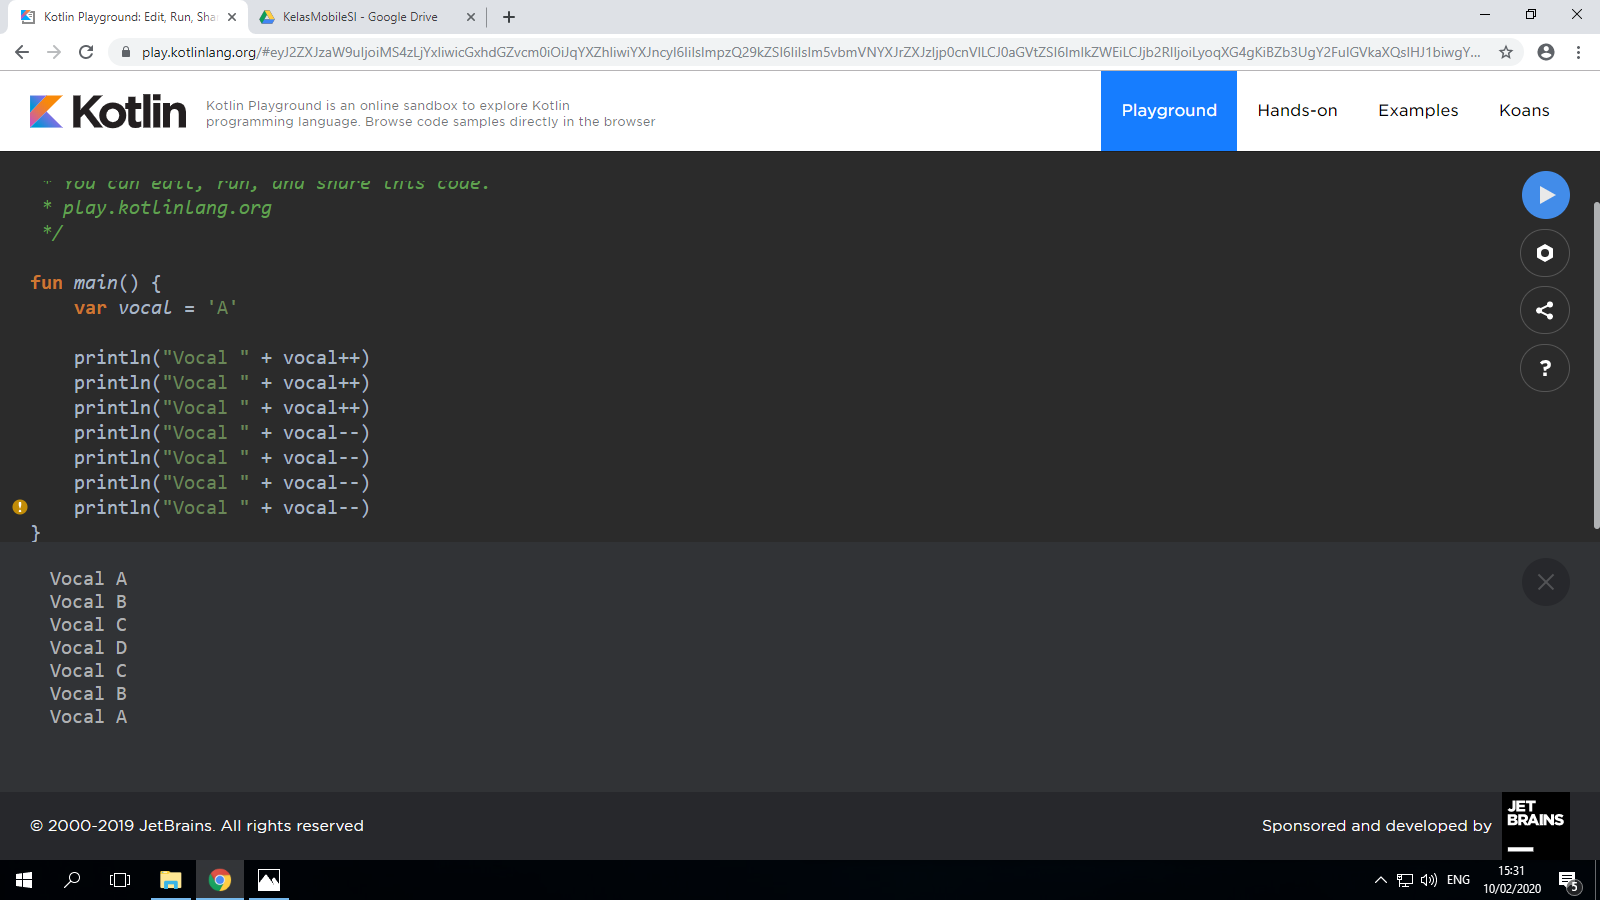 Kotlin Playground: Edit, Run, Sha
KelasMobileSI - Google Drive
Kotlin
Kotlin Playground is an online sandbox to explore Kotlin
programming language. Browse code samples directly in the browser
Playground
Hands-on
Examples
Koans
* You can edit, run, and share this code.
* play.kotlinlang.org
*/
fun main() {
var vocal = 'A'
println("Vocal " + vocal++)
println("Vocal " + vocal++)
println("Vocal " + vocal++)
println("Vocal " + vocal--)
println("Vocal " + vocal--)
println("Vocal " + vocal--)
println("Vocal " + vocal--)
}
?
Vocal A
Vocal B
Vocal C
Vocal D
Vocal C
Vocal B
Vocal A
© 2000-2019 JetBrains. All rights reserved
Sponsored and developed by
JET
BRAINS
ENG
15:31
10/02/2020
5